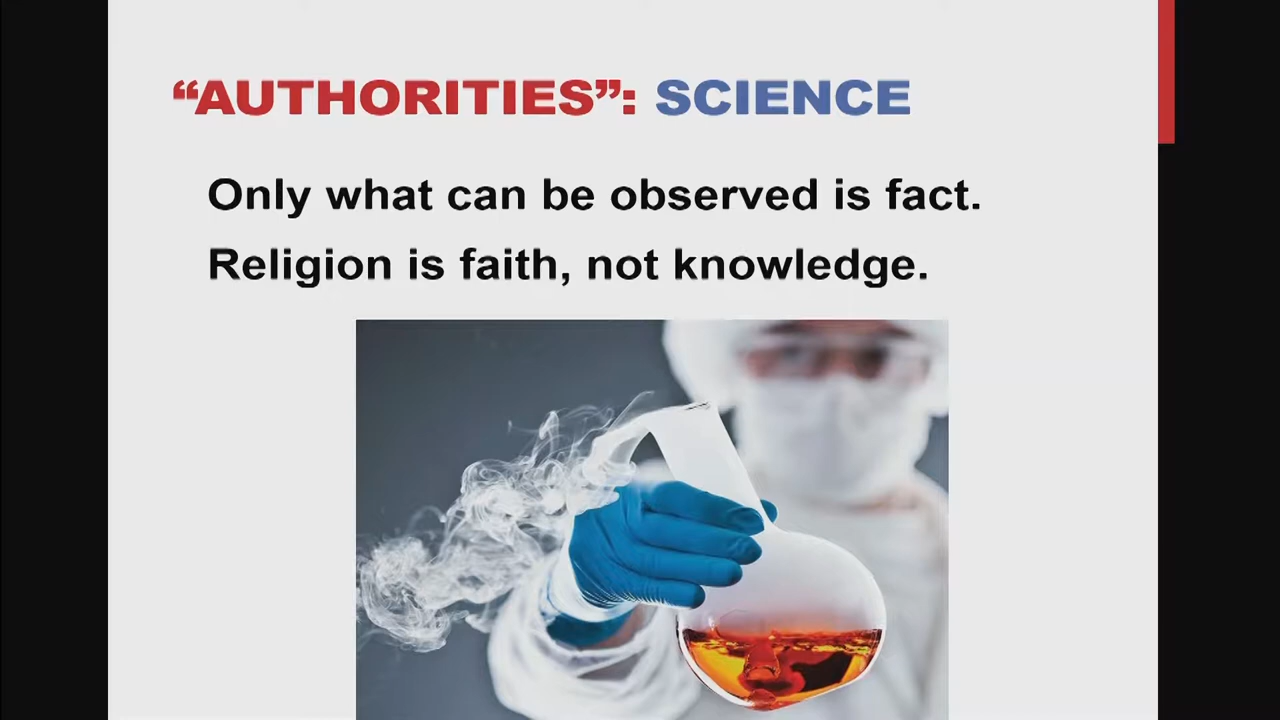 “AUTHORITIES”: SCIENCE
Only what can be observed is fact.
Religion is faith, not knowledge.